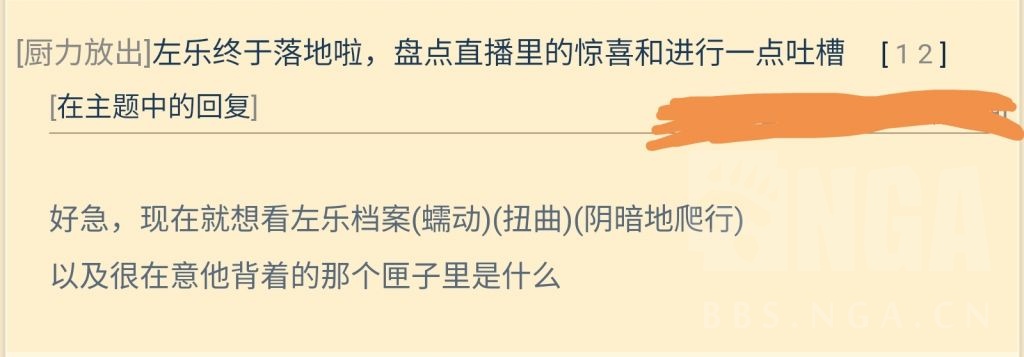 [厨力放出]左乐终于落地啦，盘点直播里的惊喜和进行一点吐槽 [12]
[在主题中的回复]
好急，现在就想看左乐档案(蠕动)(扭曲)(阴暗地爬行)
以及很在意他背着的那个匣子里是什么
NGA
BBS.NGA.CN